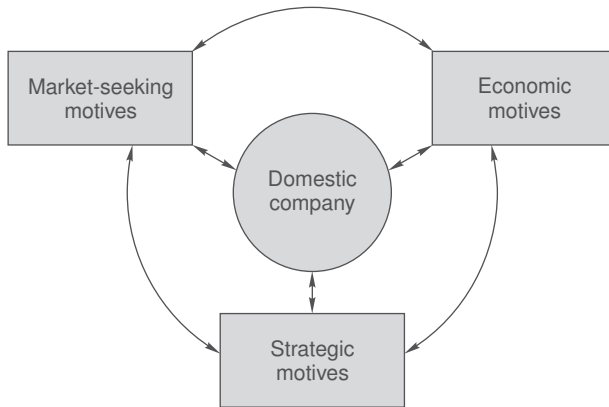 Market-seeking
motives
Economic
motives
Domestic
company
Strategic
motives